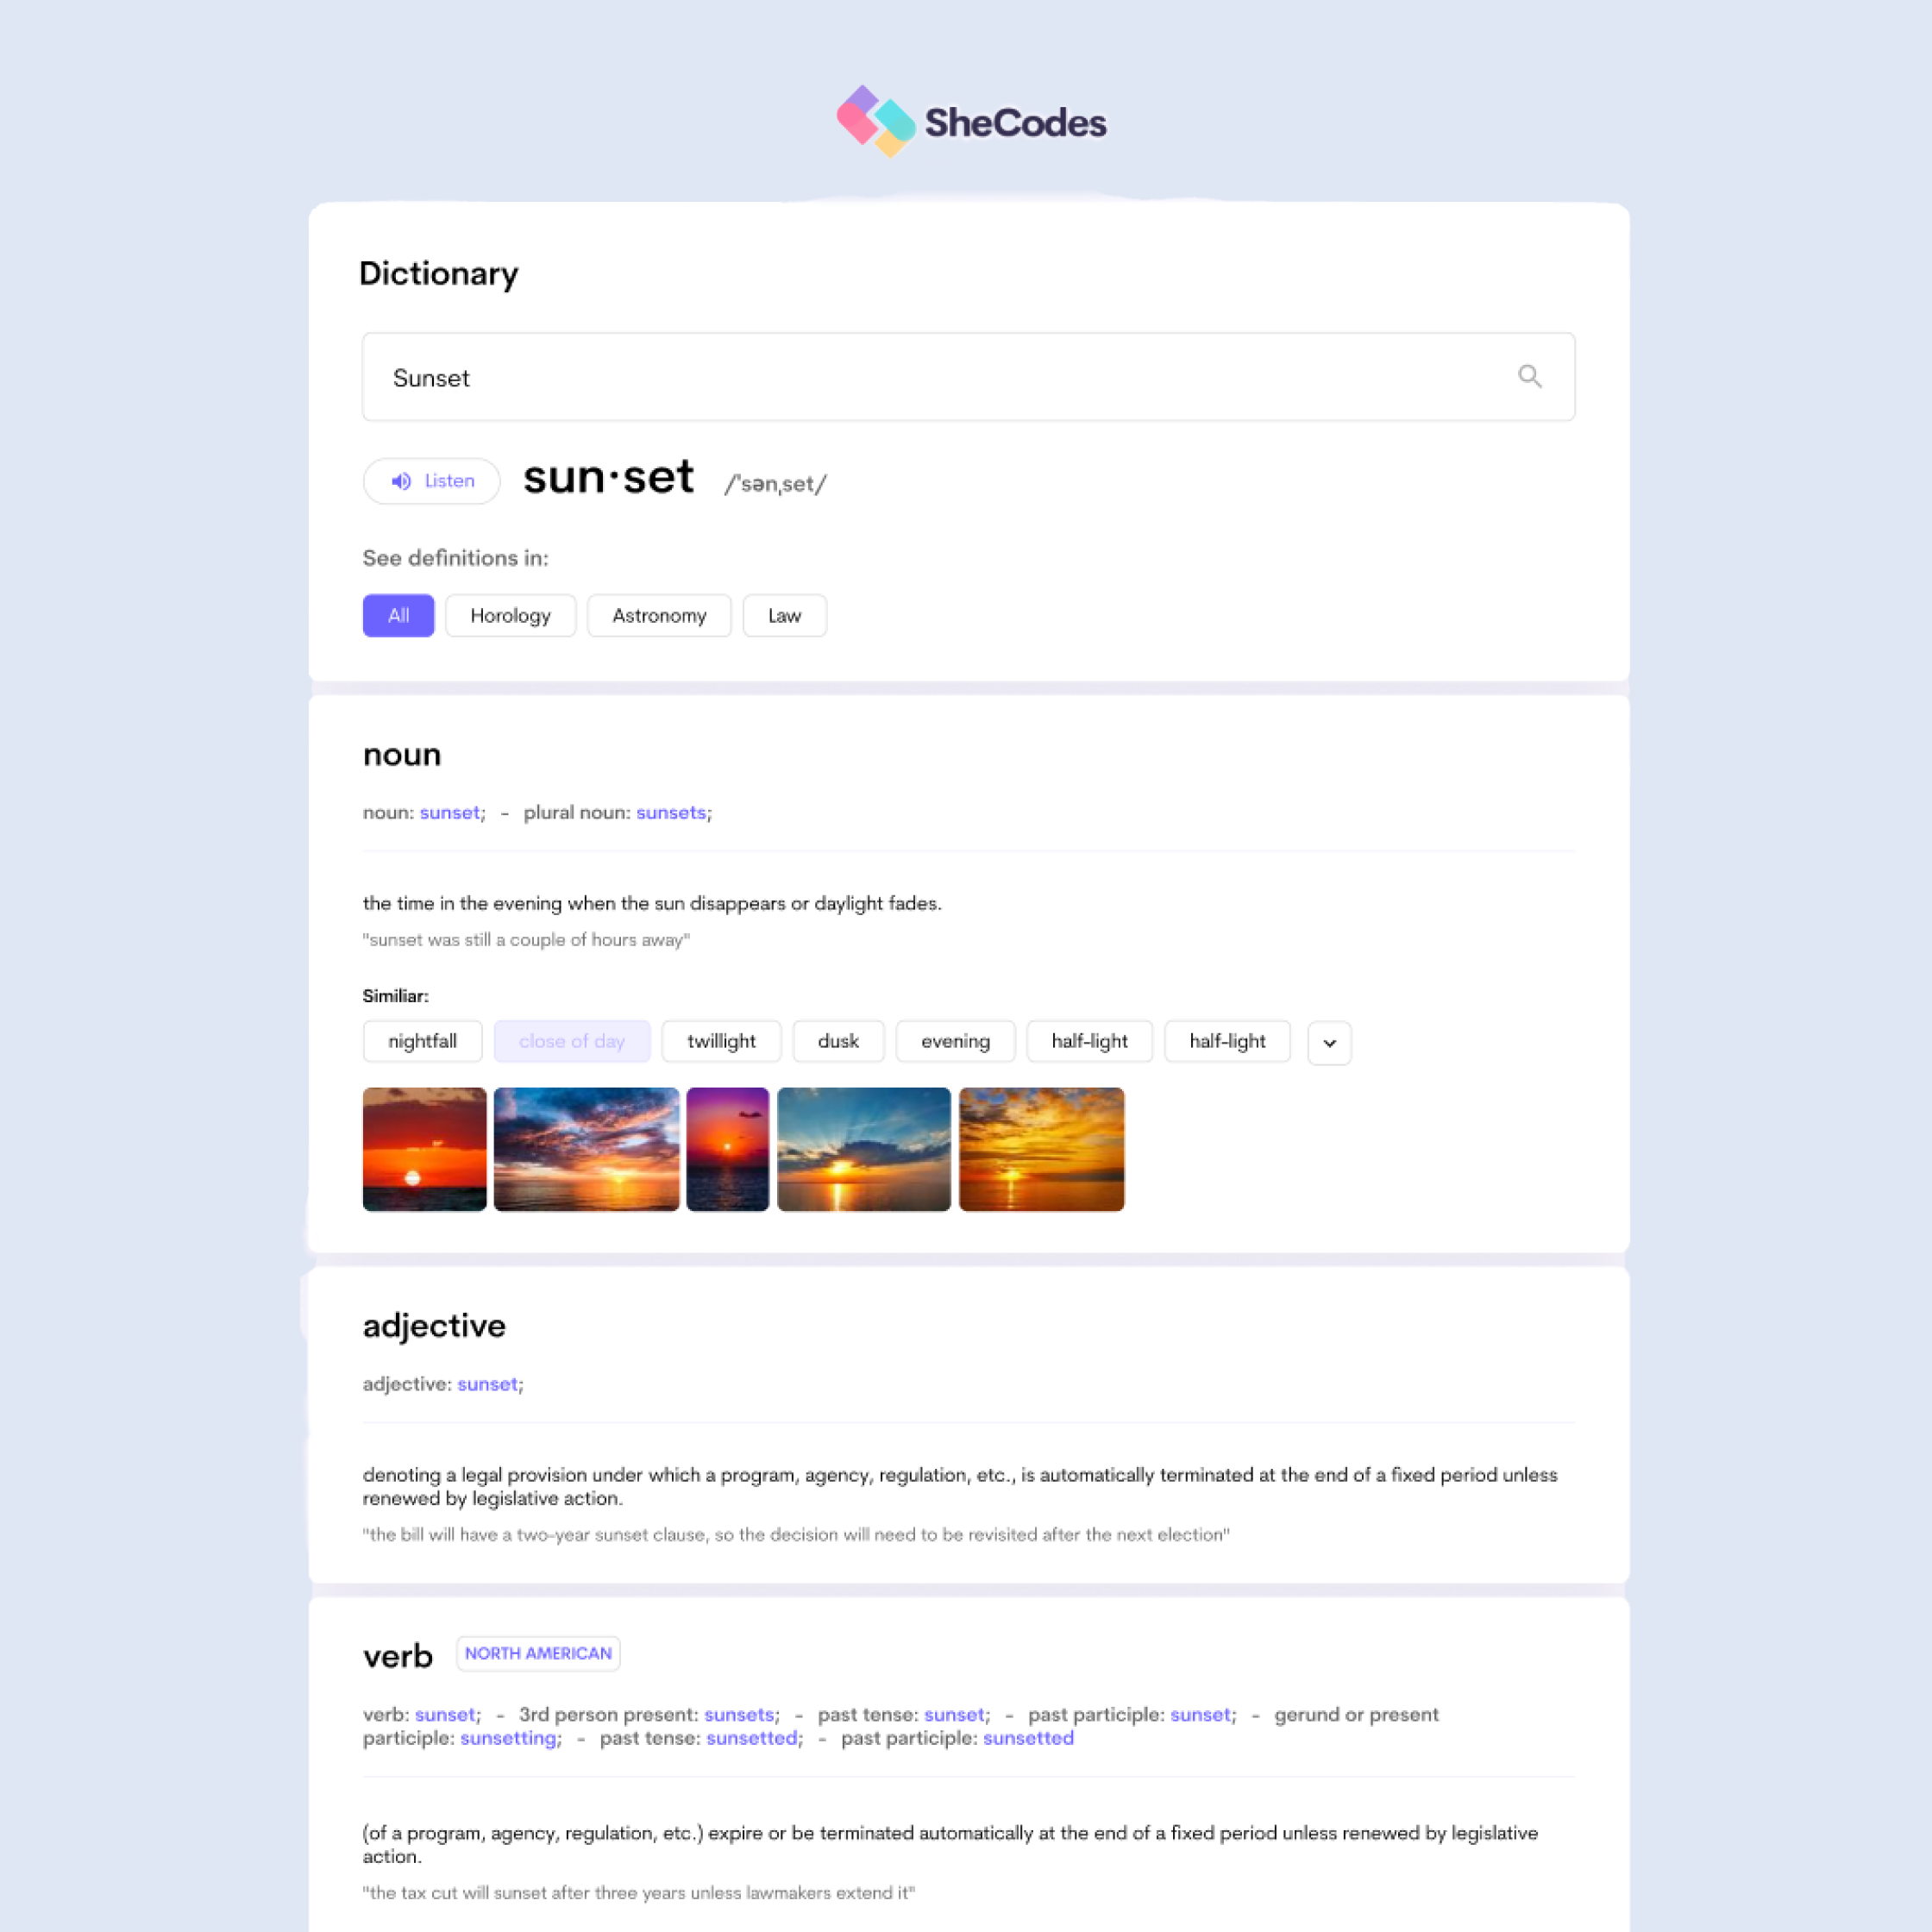 SheCodes
Dictionary
Sunset
Listen sun·set /ˈsənˌset/
See definitions in:
All Horology Astronomy Law
noun
noun: sunset; - plural noun: sunsets;
the time in the evening when the sun disappears or daylight fades.
"sunset was still a couple of hours away"
Similiar:
nightfall close of day twillight dusk evening half-light half-light
adjective
adjective: sunset;
denoting a legal provision under which a program, agency, regulation, etc., is automatically terminated at the end of a fixed period unless
renewed by legislative action.
"the bill will have a two-year sunset clause, so the decision will need to be revisited after the next election"
verb NORTH AMERICAN
verb: sunset; - 3rd person present: sunsets; - past tense: sunset; - past participle: sunset; - gerund or present
participle: sunsetting; - past tense: sunsetted; - past participle: sunsetted
(of a program, agency, regulation, etc.) expire or be terminated automatically at the end of a fixed period unless renewed by legislative
action.
"the tax cut will sunset after three years unless lawmakers extend it"